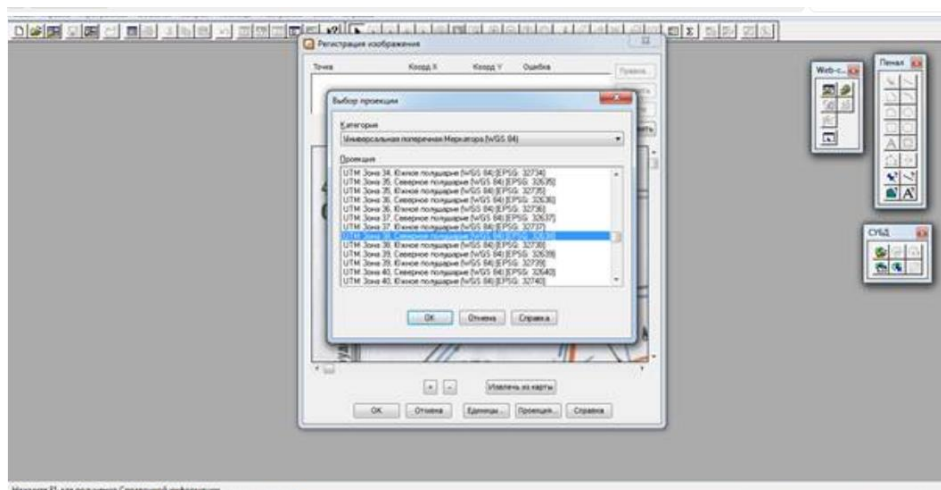 Регистрация изображения
Точка Коорд. X Коорд. Y Ошибка
Правка...
Выбор проекции
Категория
Универсальная поперечная Меркатора (WGS 84)
Проекция
UTM Зона 34, Южное полушарие (WGS 84) [EPSG: 32734]
UTM Зона 35, Северное полушарие (WGS 84) [EPSG: 32635]
UTM Зона 35, Южное полушарие (WGS 84) [EPSG: 32735]
UTM Зона 36, Северное полушарие (WGS 84) [EPSG: 32636]
UTM Зона 36, Южное полушарие (WGS 84) [EPSG: 32736]
UTM Зона 37, Северное полушарие (WGS 84) [EPSG: 32637]
UTM Зона 37, Южное полушарие (WGS 84) [EPSG: 32737]
UTM Зона 38, Северное полушарие (WGS 84) [EPSG: 32638]
UTM Зона 38, Южное полушарие (WGS 84) [EPSG: 32738]
UTM Зона 39, Северное полушарие (WGS 84) [EPSG: 32639]
UTM Зона 39, Южное полушарие (WGS 84) [EPSG: 32739]
UTM Зона 40, Северное полушарие (WGS 84) [EPSG: 32640]
UTM Зона 40, Южное полушарие (WGS 84) [EPSG: 32740]
OK Отмена Справка
+ - Извлечь из карты
OK Отмена Единицы... Проекция... Справка
Web-с...
Пенал
СУБД